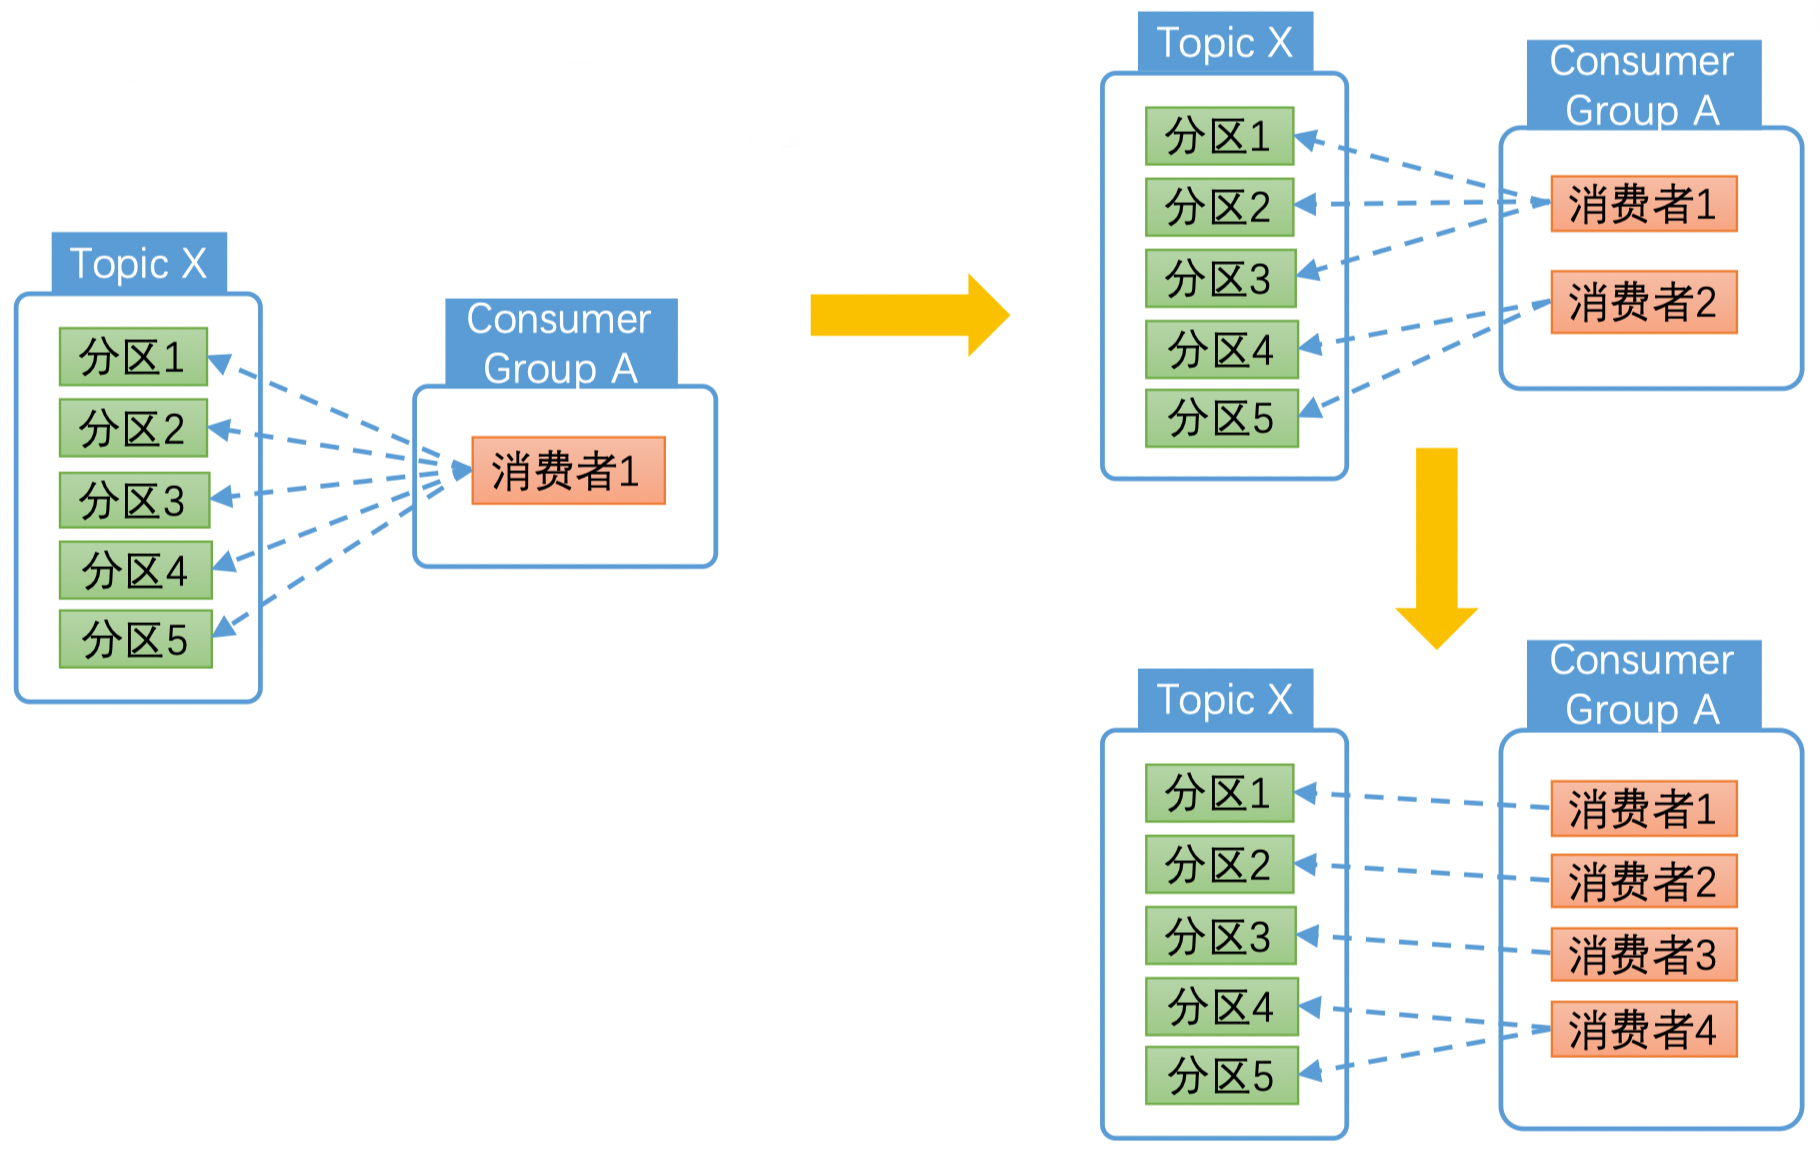 Topic X
分区1
分区2
分区3
分区4
分区5
Consumer
Group A
消费者1
Topic X
分区1
分区2
分区3
分区4
分区5
Consumer
Group A
消费者1
消费者2
Topic X
分区1
分区2
分区3
分区4
分区5
Consumer
Group A
消费者1
消费者2
消费者3
消费者4